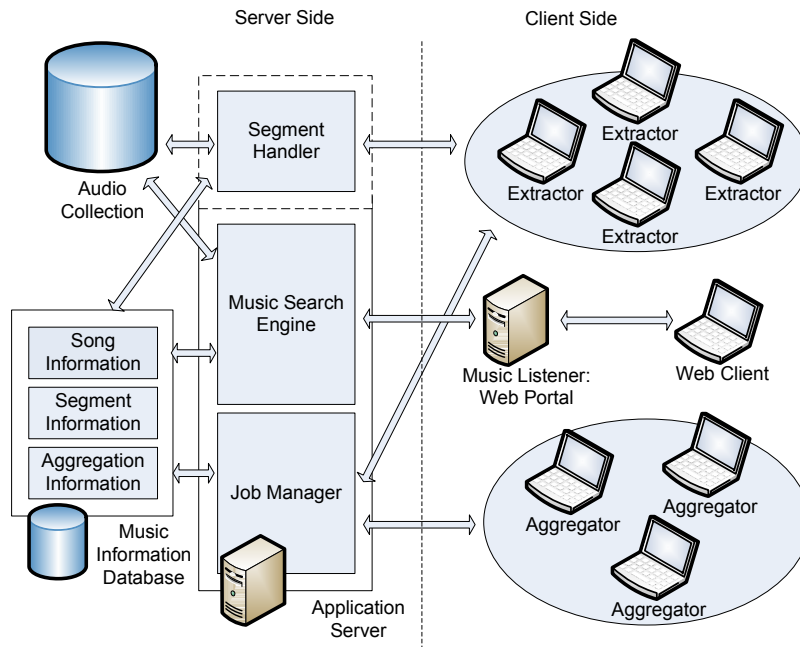 Server Side
Client Side
Audio
Collection
Segment
Handler
Extractor
Extractor
Extractor
Extractor
Music Search
Engine
Music Listener:
Web Portal
Web Client
Song
Information
Segment
Information
Aggregation
Information
Music
Information
Database
Job Manager
Application
Server
Aggregator
Aggregator
Aggregator